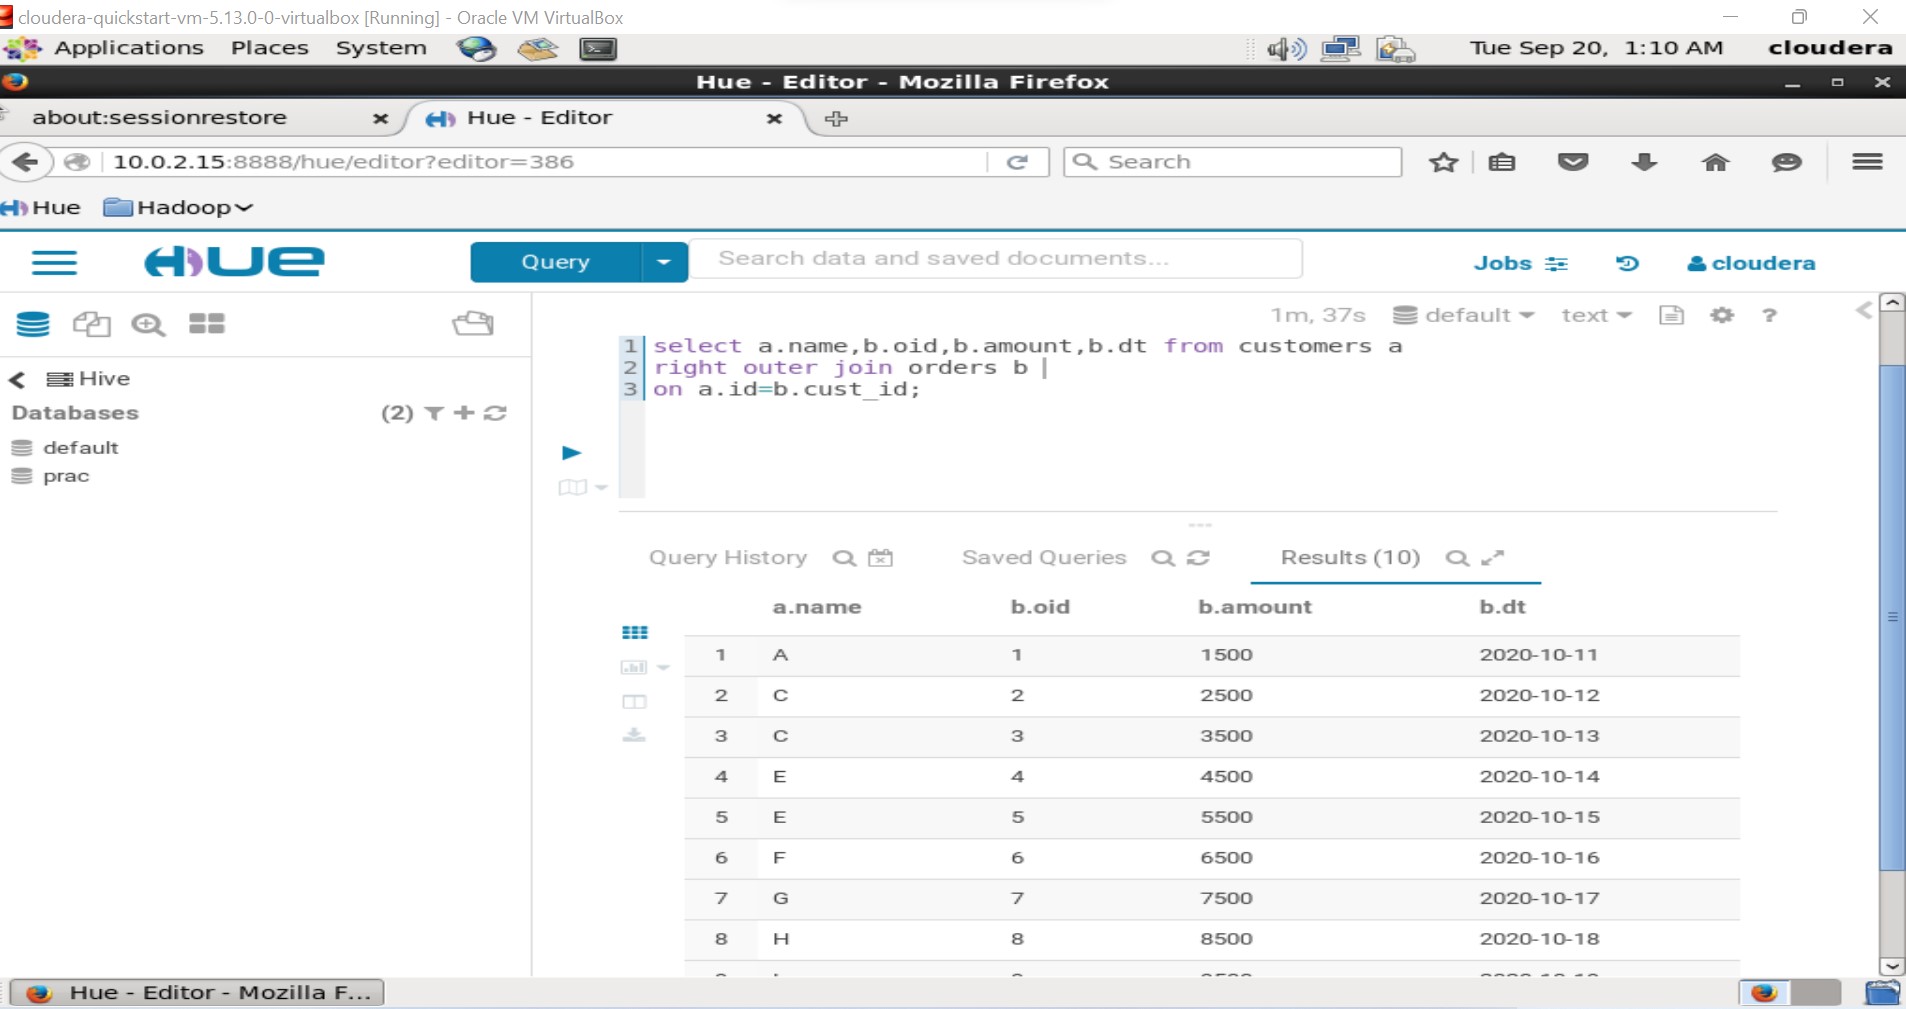 cloudera-quickstart-vm-5.13.0-0-virtualbox [Running] - Oracle VM VirtualBox
Applications Places System Tue Sep 20, 1:10 AM cloudera
Hue - Editor - Mozilla Firefox
about:sessionrestore Hue - Editor
10.0.2.15:8888/hue/editor?editor=386 Search
Hue Hadoop
HUE Query Search data and saved documents... Jobs cloudera
1m, 37s default text ?
1 select a.name,b.oid,b.amount,b.dt from customers a
2 right outer join orders b
3 on a.id=b.cust_id;
Hive
Databases (2)
default
prac
Query History Saved Queries Results (10)
a.name b.oid b.amount b.dt
1 A 1 1500 2020-10-11
2 C 2 2500 2020-10-12
3 C 3 3500 2020-10-13
4 E 4 4500 2020-10-14
5 E 5 5500 2020-10-15
6 F 6 6500 2020-10-16
7 G 7 7500 2020-10-17
8 H 8 8500 2020-10-18
Hue - Editor - Mozilla F...